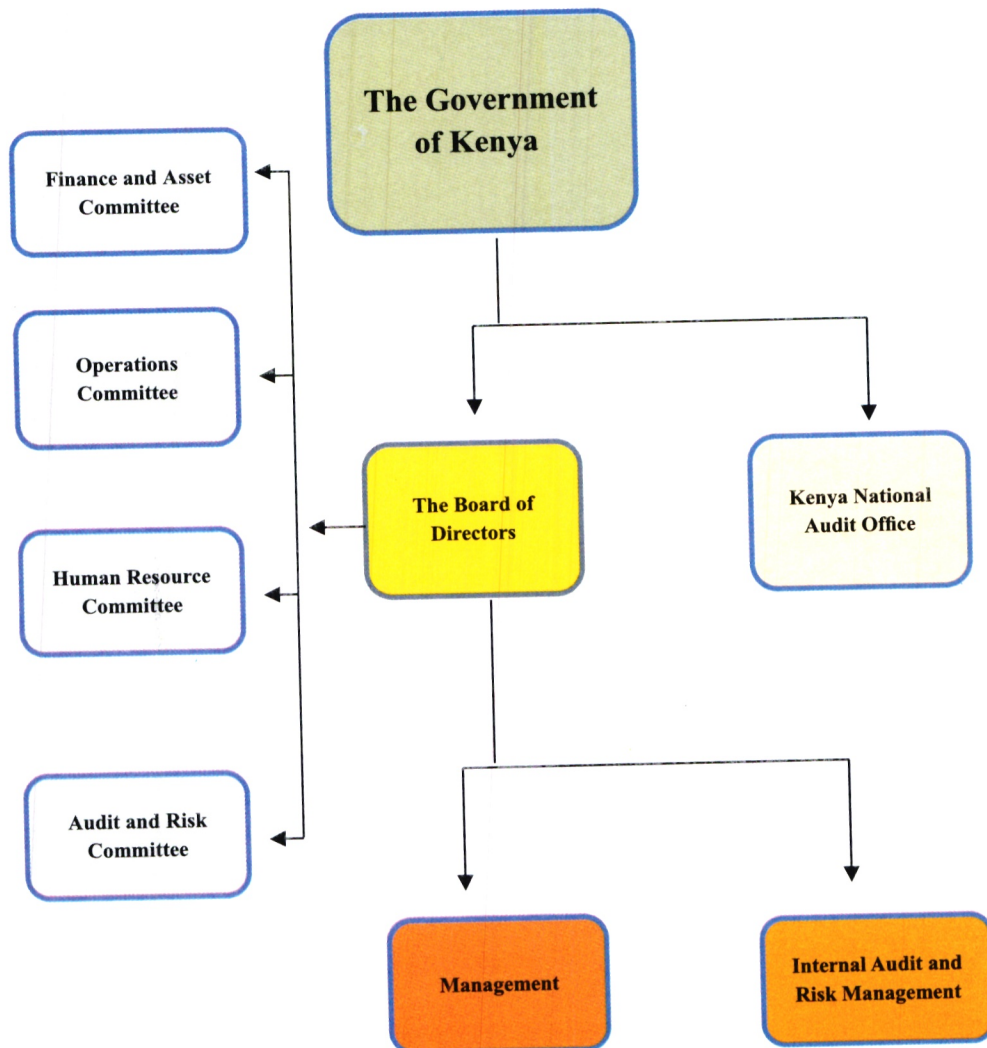 The Government
of Kenya
Finance and Asset
Committee
Operations
Committee
The Board of
Directors
Kenya National
Audit Office
Human Resource
Committee
Audit and Risk
Committee
Management
Internal Audit and
Risk Management